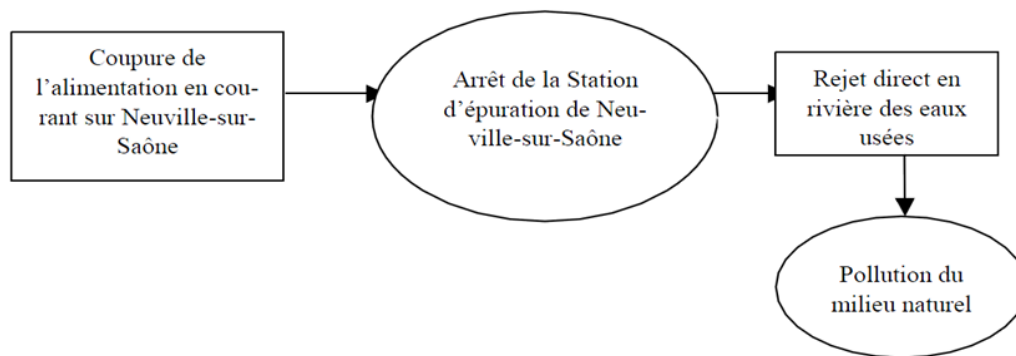 Coupure de
l'alimentation en cou-
rant sur Neuville-sur-
Saône
Arrêt de la Station
d'épuration de Neu-
ville-sur-Saône
Rejet direct en
rivière des eaux
usées
Pollution du
milieu naturel